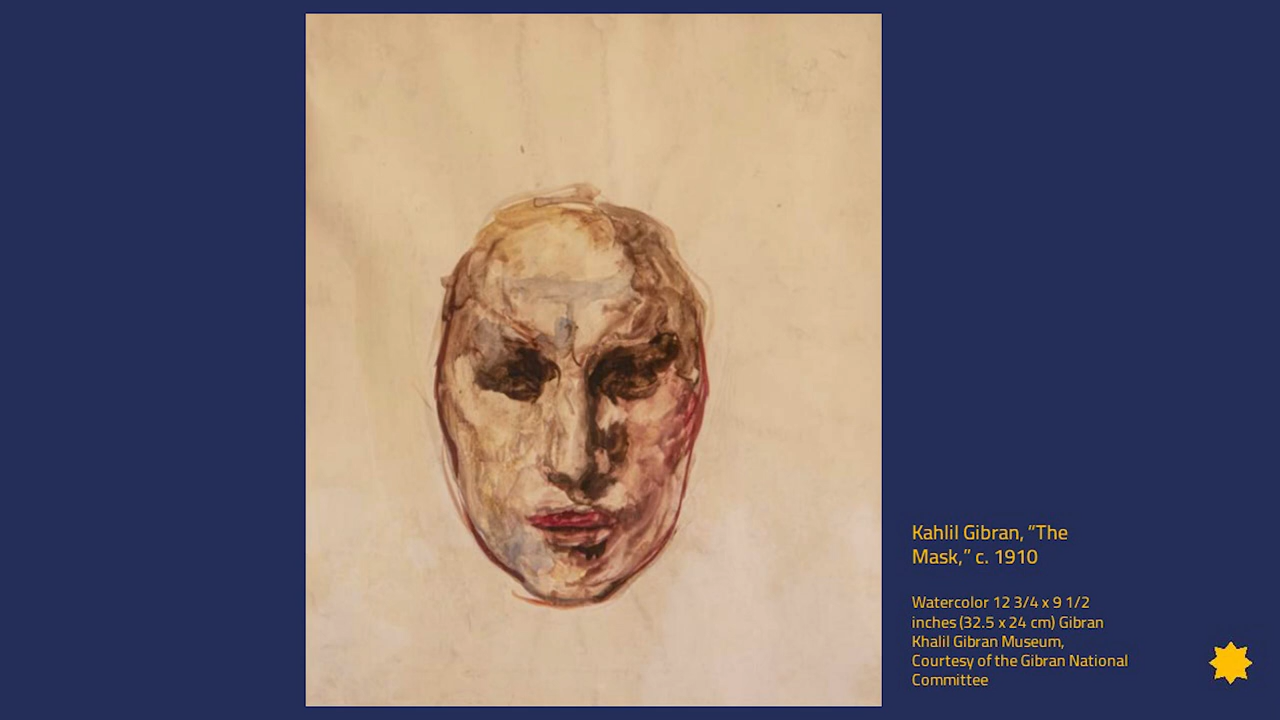 Kahlil Gibran, “The
Mask,” c. 1910
Watercolor 12 3/4 x 9 1/2
inches (32.5 x 24 cm) Gibran
Khalil Gibran Museum,
Courtesy of the Gibran National
Committee